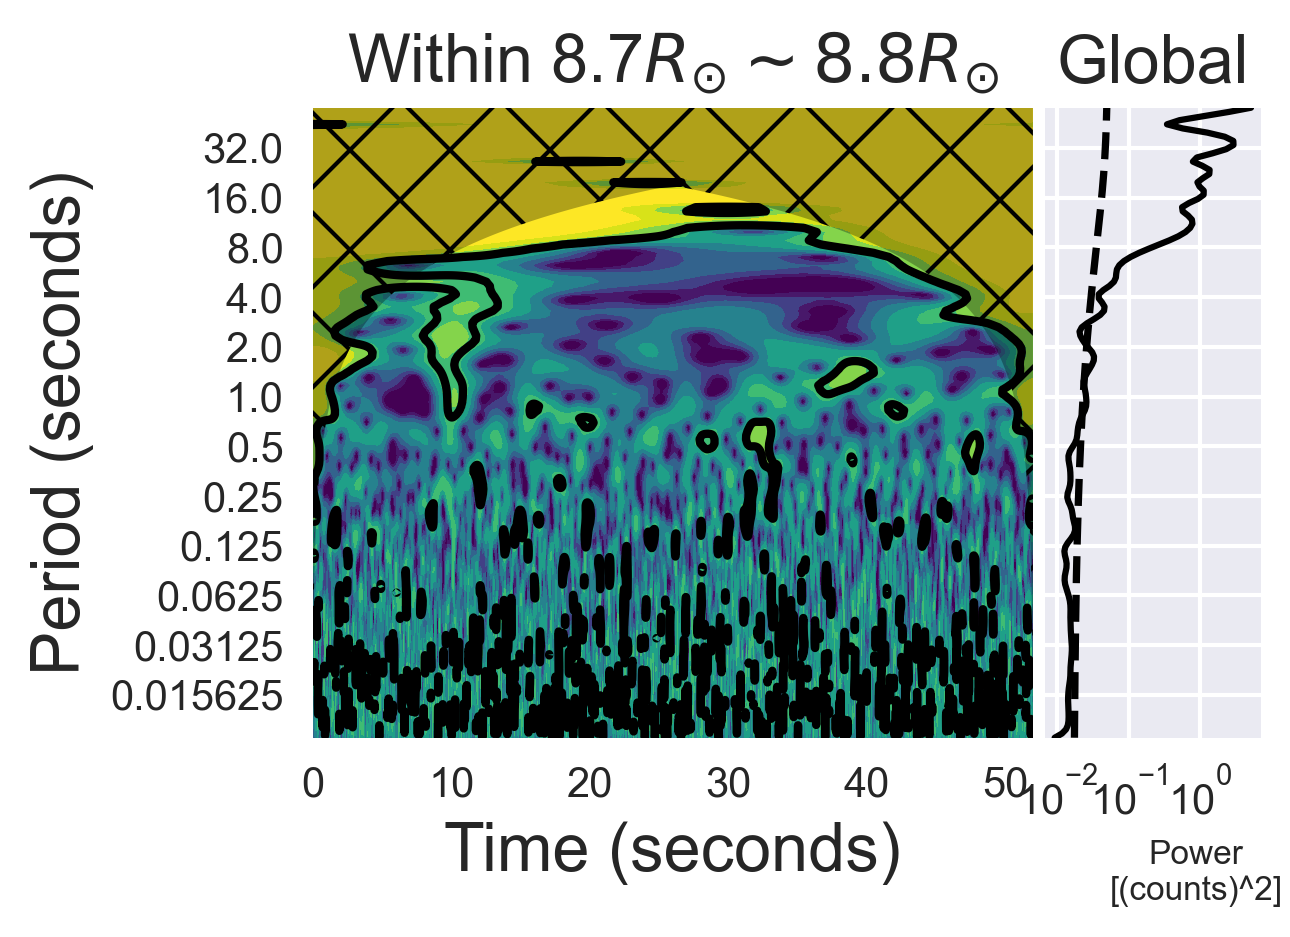 Within 8.7R☉ ~ 8.8R☉ Global
Period (seconds)
32.0
16.0
8.0
4.0
2.0
1.0
0.5
0.25
0.125
0.0625
0.03125
0.015625
0 10 20 30 40 50
10⁻² 10⁻¹ 10⁰
Time (seconds)
Power
[(counts)^2]